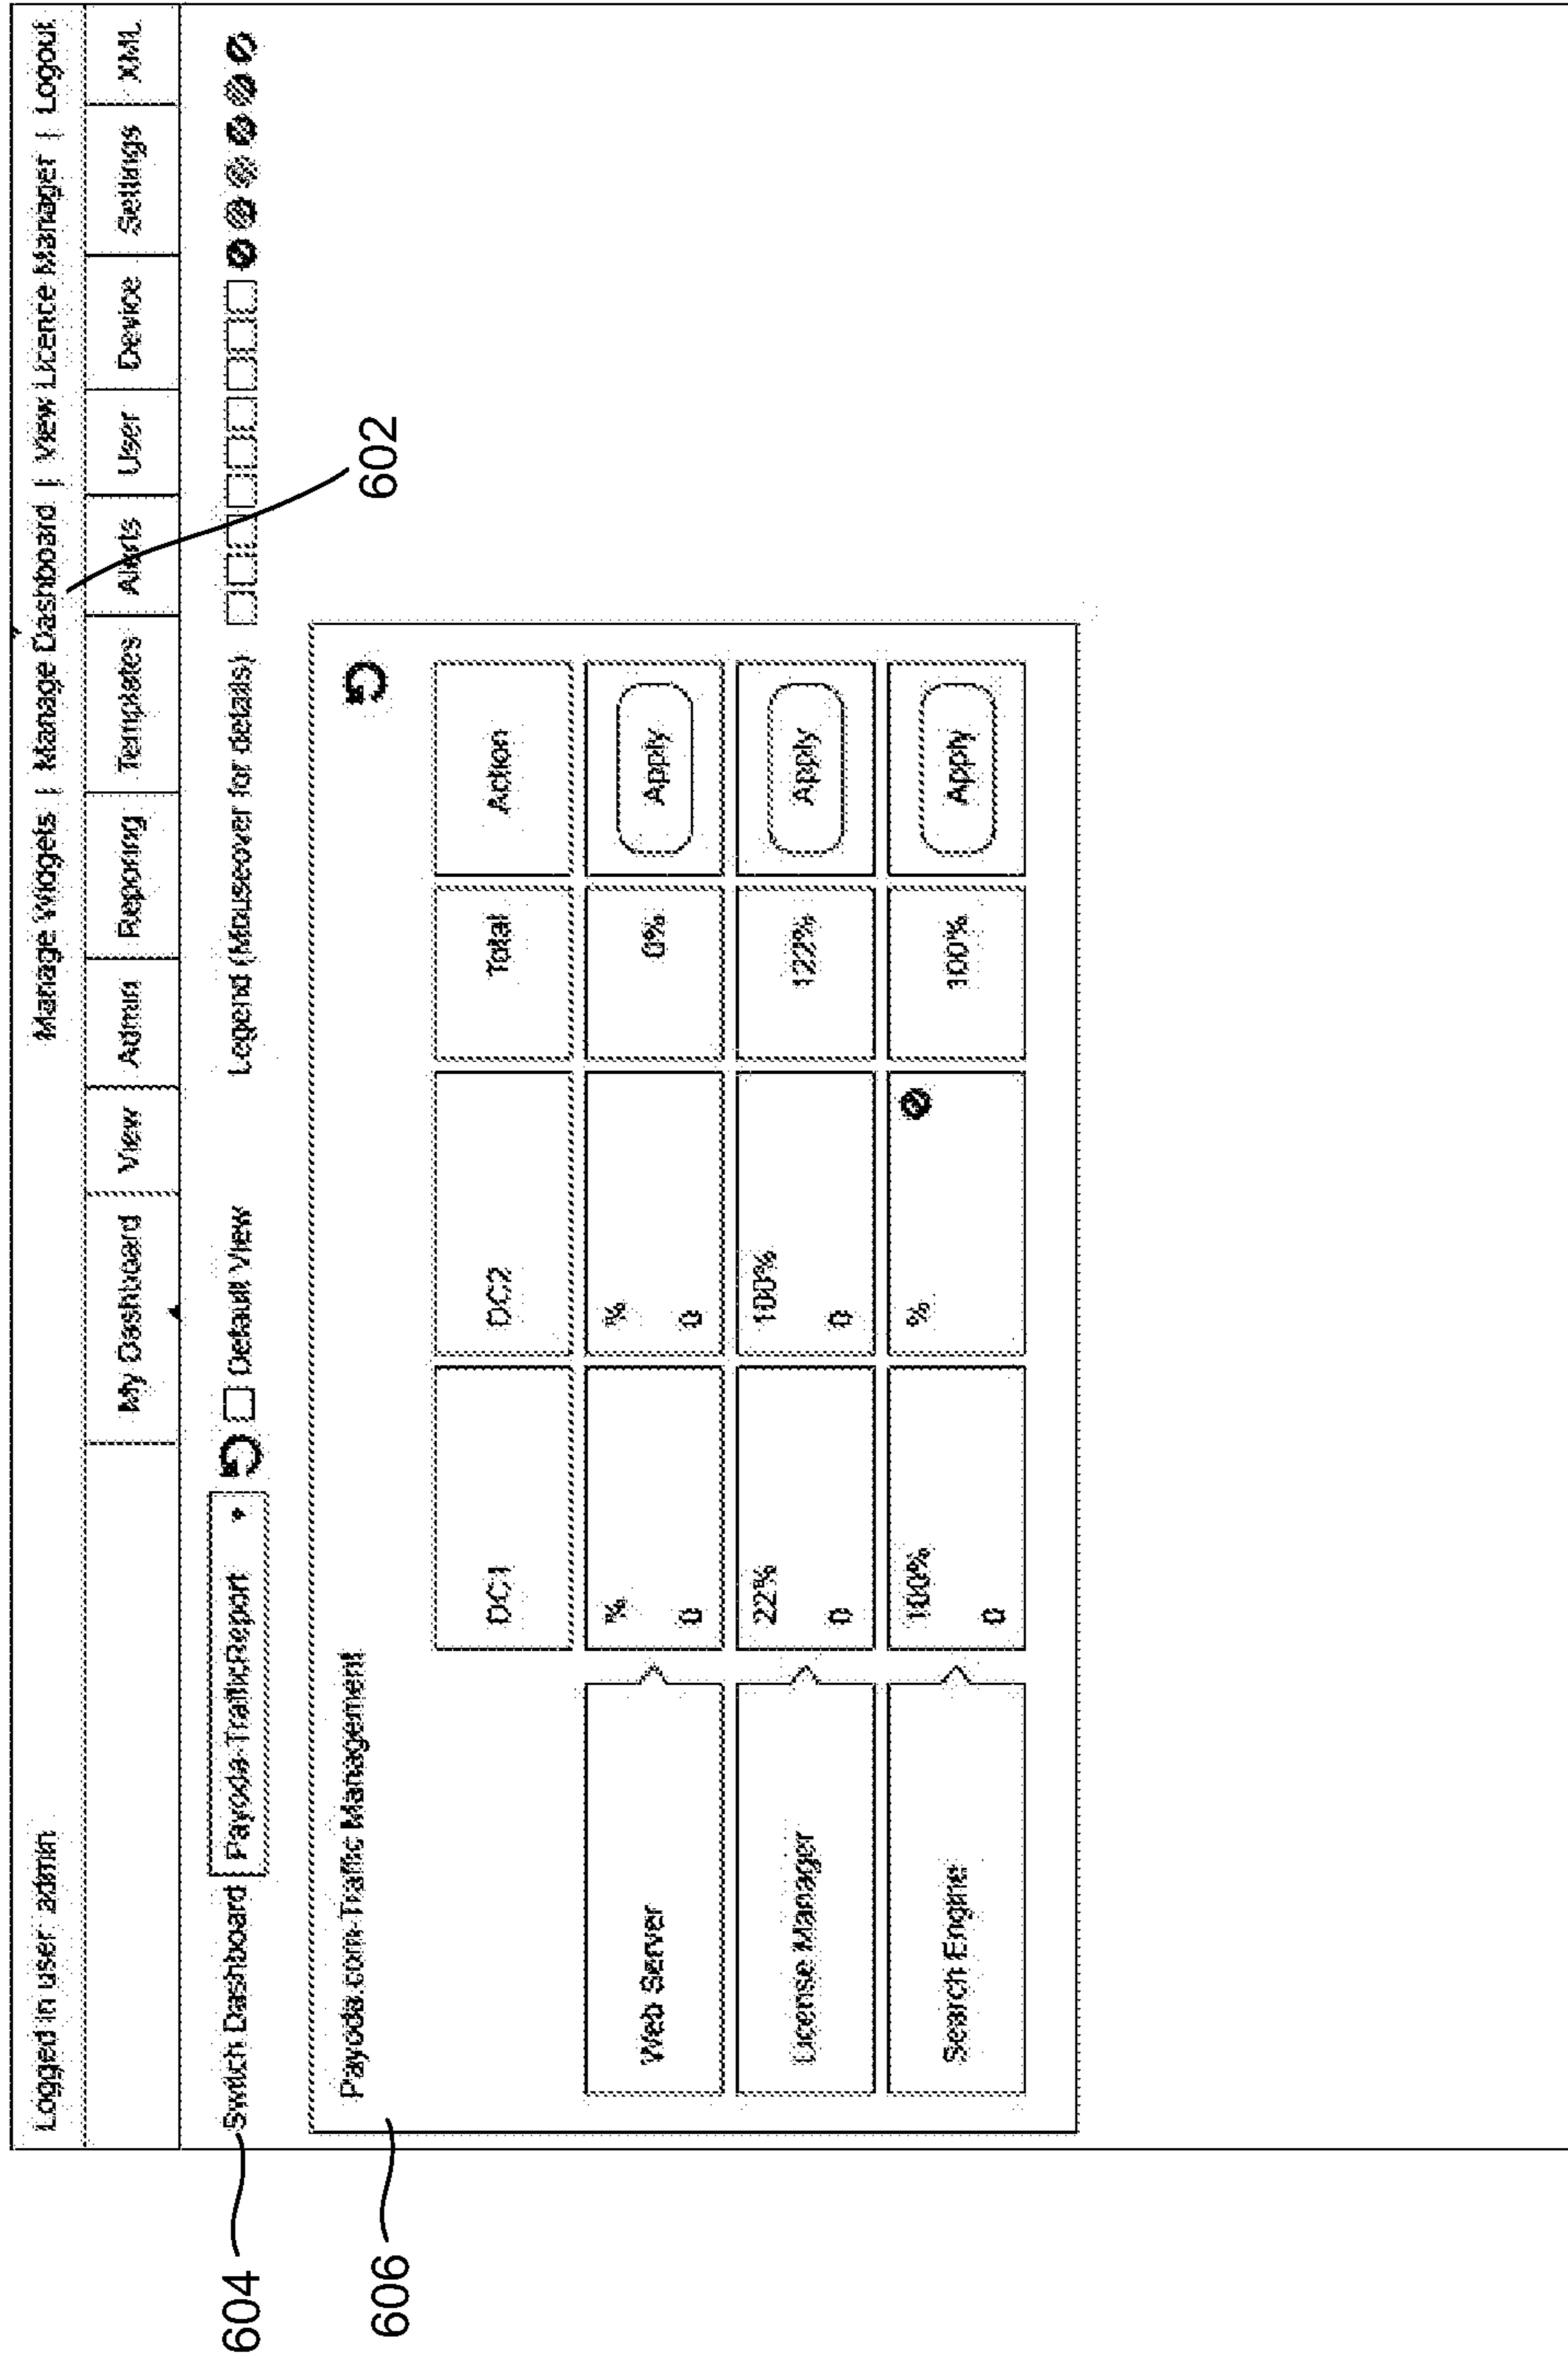 Logged in user: admin
Manage Widgets | Manage Dashboard | View Licence Manager | Logout
My Dashboard View Admin Reporting Templates Alerts User Device Settings XML
602
604
Switch Dashboard Payoda-TrafficReport Default View Legend (Mouseover for details)
606
Payoda.com-Traffic Management
DC1 DC2 Total Action
Web Server % 0 % 0 0% Apply
License Manager 22% 0 100% 0 122% Apply
Search Engine 100% 0 % 100% Apply